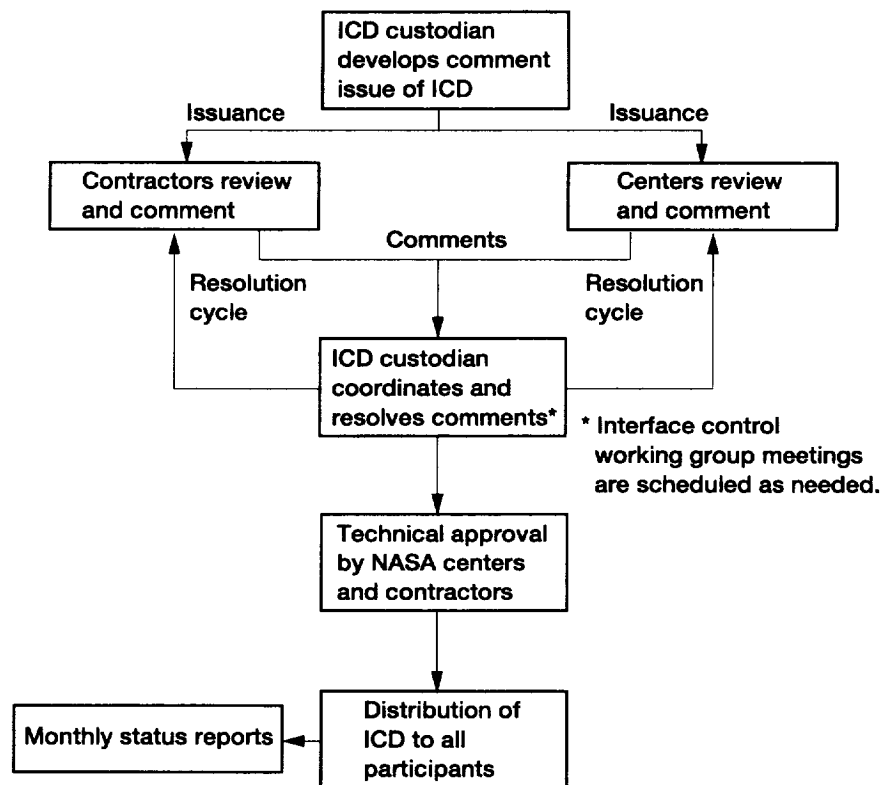 ICD custodian
develops comment
issue of ICD
Issuance
Issuance
Contractors review
and comment
Centers review
and comment
Comments
Resolution
cycle
Resolution
cycle
ICD custodian
coordinates and
resolves comments*
* Interface control
working group meetings
are scheduled as needed.
Technical approval
by NASA centers
and contractors
Distribution of
ICD to all
participants
Monthly status reports